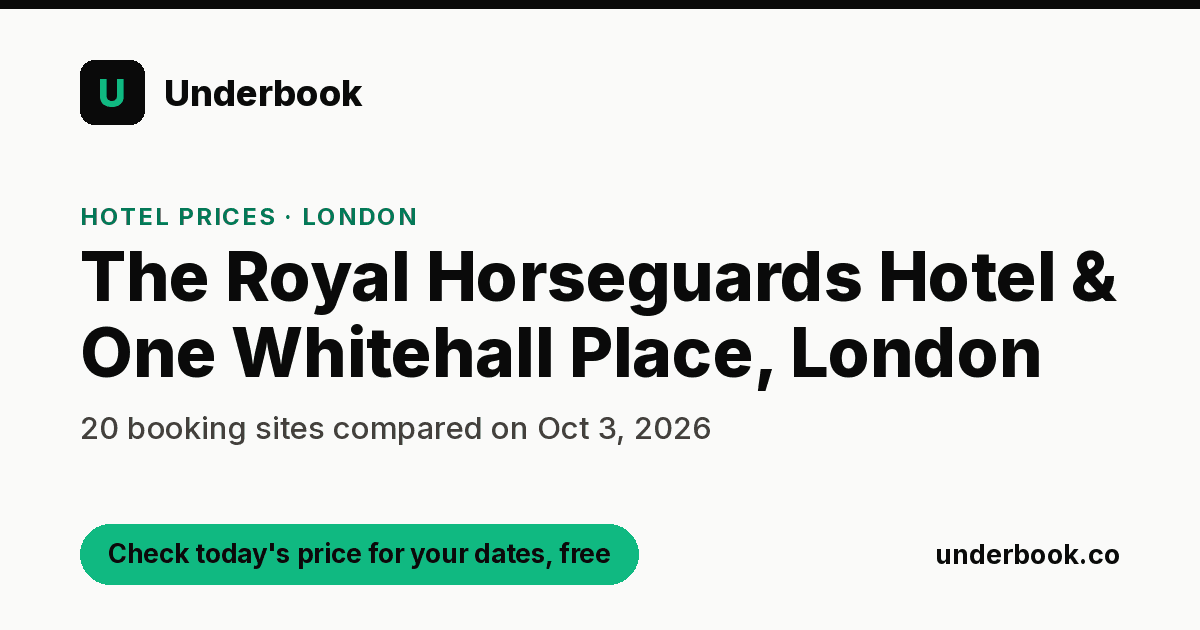 U
Underbook
HOTEL PRICES · LONDON
The Royal Horseguards Hotel &
One Whitehall Place, London
20 booking sites compared on Oct 3, 2026
Check today's price for your dates, free
underbook.co